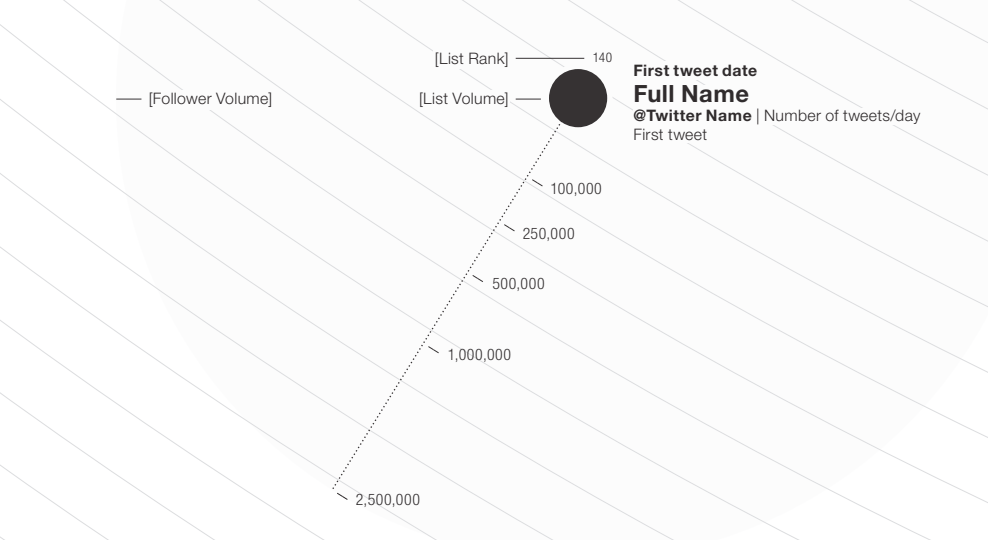 [List Rank]
140
First tweet date
Full Name
[Follower Volume]
[List Volume]
@Twitter Name | Number of tweets/day
First tweet
100,000
250,000
500,000
1,000,000
2,500,000